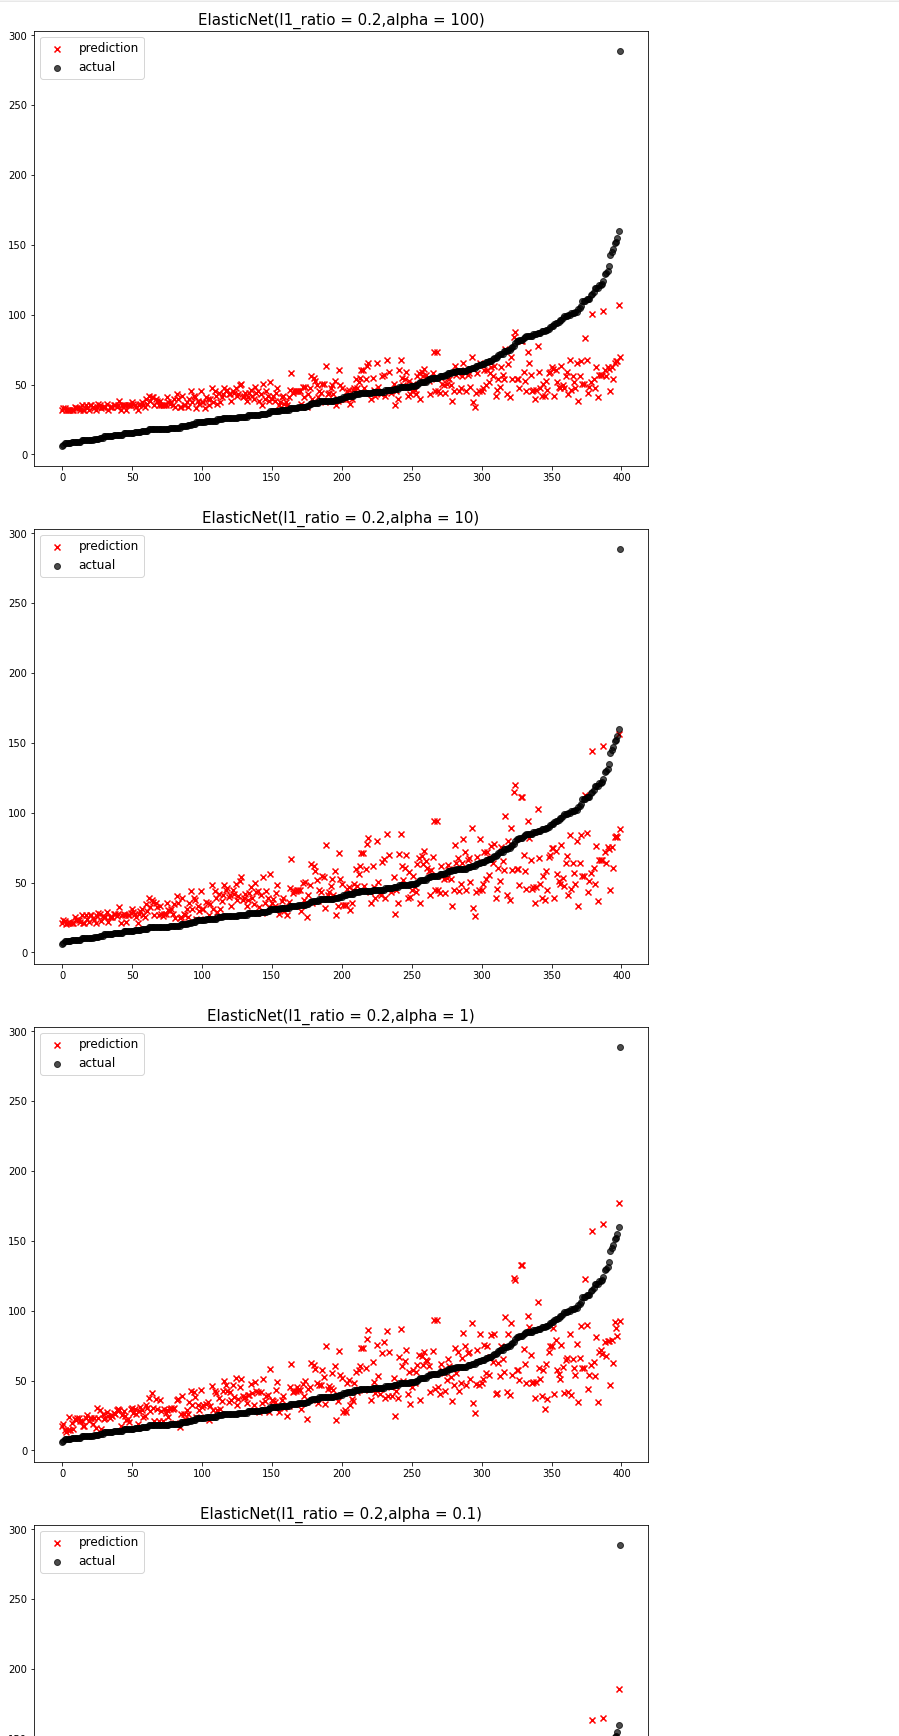 ElasticNet(l1_ratio = 0.2,alpha = 100)
300
prediction
actual
250
200
150
100
50
0
0 50 100 150 200 250 300 350 400
ElasticNet(l1_ratio = 0.2,alpha = 10)
300
prediction
actual
250
200
150
100
50
0
0 50 100 150 200 250 300 350 400
ElasticNet(l1_ratio = 0.2,alpha = 1)
300
prediction
actual
250
200
150
100
50
0
0 50 100 150 200 250 300 350 400
ElasticNet(l1_ratio = 0.2,alpha = 0.1)
300
prediction
actual
250
200